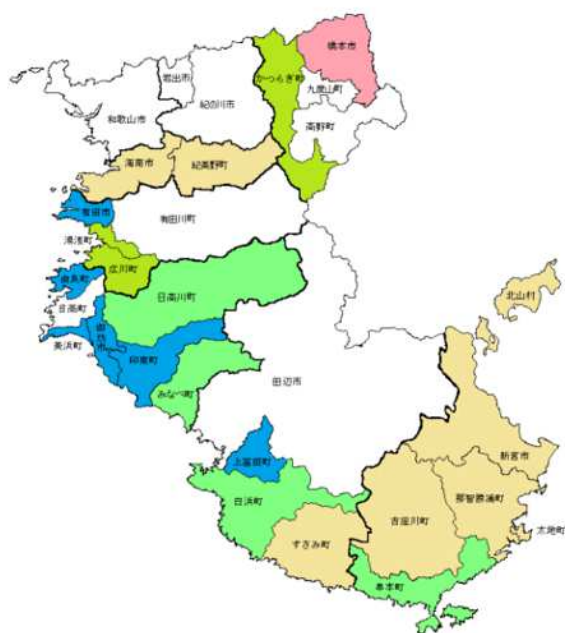 橋本市
岩出市
かつらぎ町
紀の川市
九度山町
和歌山市
高野町
海南市
紀美野町
有田市
有田川町
湯浅町
広川町
由良町
日高川町
北山村
日高町
御坊市
美浜町
印南町
みなべ町
田辺市
上富田町
新宮市
那智勝浦町
白浜町
古座川町
太地町
すさみ町
串本町